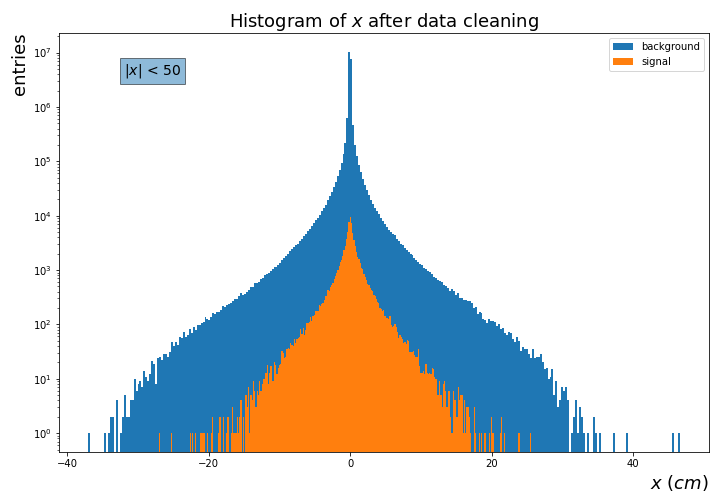 Histogram of x after data cleaning
entries
|x| < 50
background
signal
10⁷
10⁶
10⁵
10⁴
10³
10²
10¹
10⁰
−40 −20 0 20 40
x (cm)